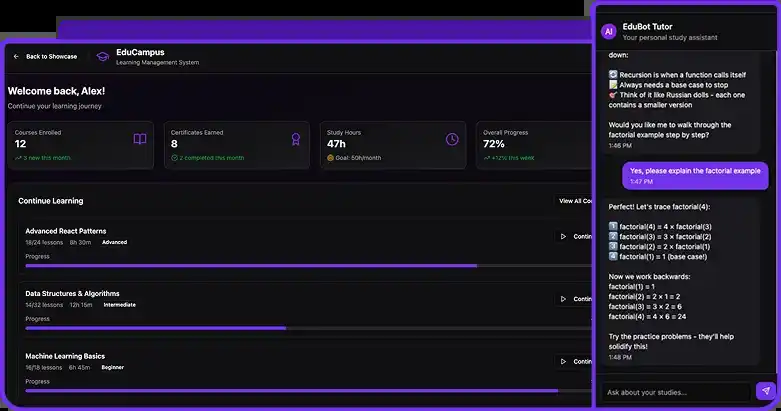 Back to Showcase
EduCampus
Learning Management System
Welcome back, Alex!
Continue your learning journey
Courses Enrolled
12
3 new this month
Certificates Earned
8
2 completed this month
Study Hours
47h
Goal: 50h/month
Overall Progress
72%
+12% this week
Continue Learning
View All Co
Advanced React Patterns
18/24 lessons 8h 30m Advanced
Contin
Progress
Data Structures & Algorithms
14/32 lessons 12h 15m Intermediate
Contin
Progress
Machine Learning Basics
16/18 lessons 6h 45m Beginner
Contin
Progress
AI
EduBot Tutor
Your personal study assistant
down:
Recursion is when a function calls itself
Always needs a base case to stop
Think of it like Russian dolls - each one
contains a smaller version
Would you like me to walk through the
factorial example step by step?
1:46 PM
Yes, please explain the factorial example
1:47 PM
Perfect! Let's trace factorial(4):
1 factorial(4) = 4 × factorial(3)
2 factorial(3) = 3 × factorial(2)
3 factorial(2) = 2 × factorial(1)
4 factorial(1) = 1 (base case!)
Now we work backwards:
factorial(1) = 1
factorial(2) = 2 × 1 = 2
factorial(3) = 3 × 2 = 6
factorial(4) = 4 × 6 = 24
Try the practice problems - they'll help
solidify this!
1:48 PM
Ask about your studies...